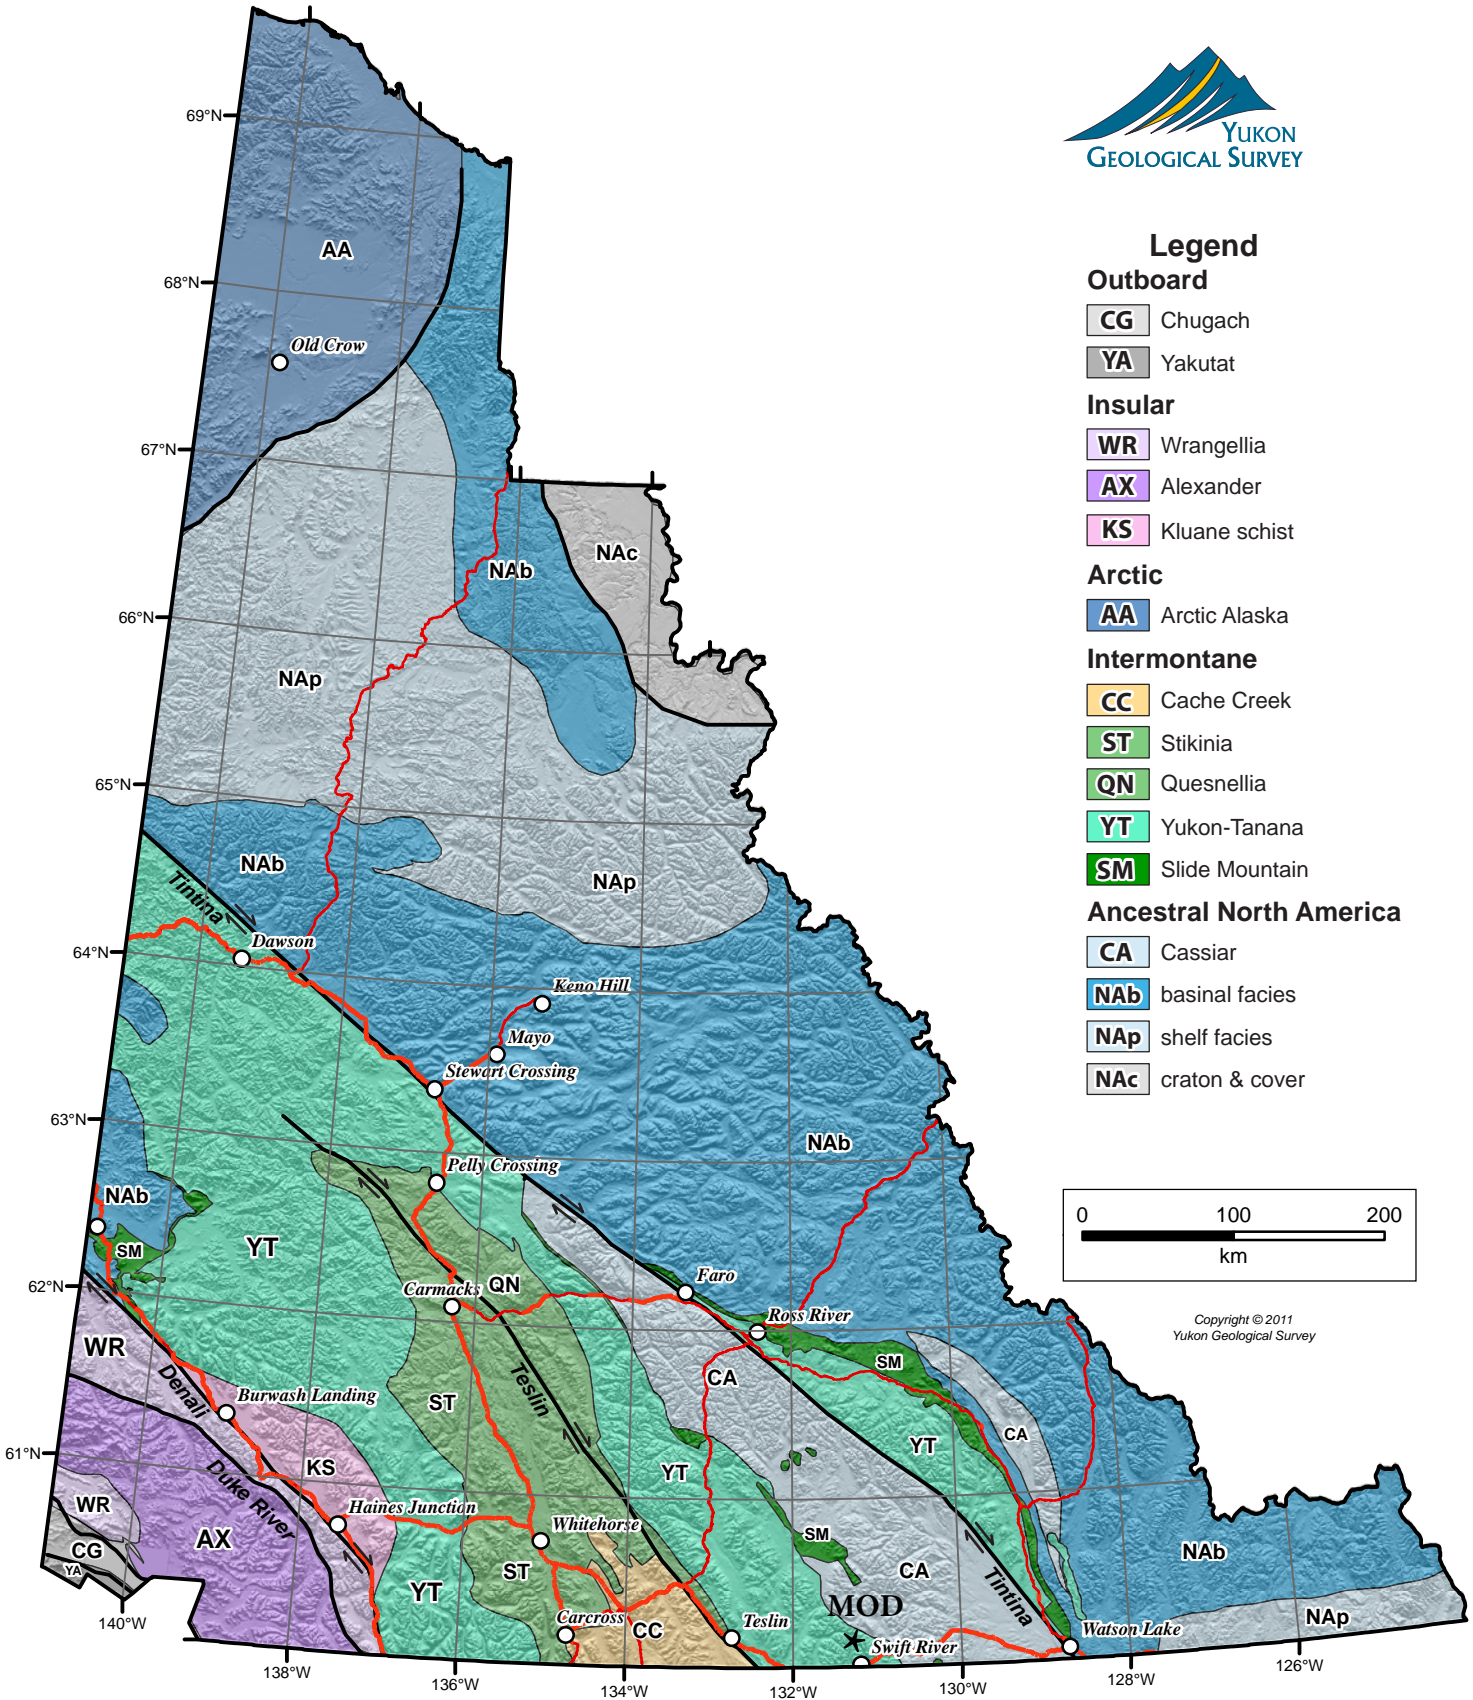 YUKON
GEOLOGICAL SURVEY
Legend
Outboard
CG Chugach
YA Yakutat
Insular
WR Wrangellia
AX Alexander
KS Kluane schist
Arctic
AA Arctic Alaska
Intermontane
CC Cache Creek
ST Stikinia
QN Quesnellia
YT Yukon-Tanana
SM Slide Mountain
Ancestral North America
CA Cassiar
NAb basinal facies
NAp shelf facies
NAc craton & cover
0 100 200
km
Copyright © 2011
Yukon Geological Survey
69°N
AA
68°N
Old Crow
67°N
NAc
NAb
66°N
NAp
65°N
NAb
NAp
Tintina
Dawson
64°N
Keno Hill
Mayo
Stewart Crossing
63°N
NAb
Pelly Crossing
NAb
YT
SM
62°N
Faro
QN
Carmacks
Ross River
WR
SM
Denali
CA
Burwash Landing
Teslin
ST
CA
61°N
YT
KS
YT
Duke River
WR
Haines Junction
Whitehorse
SM
AX
CG
NAb
YA
ST
CA
YT
Tintina
MOD
Carcross
CC
Teslin
NAp
Swift River
Watson Lake
140°W
138°W
136°W
134°W
132°W
130°W
128°W
126°W